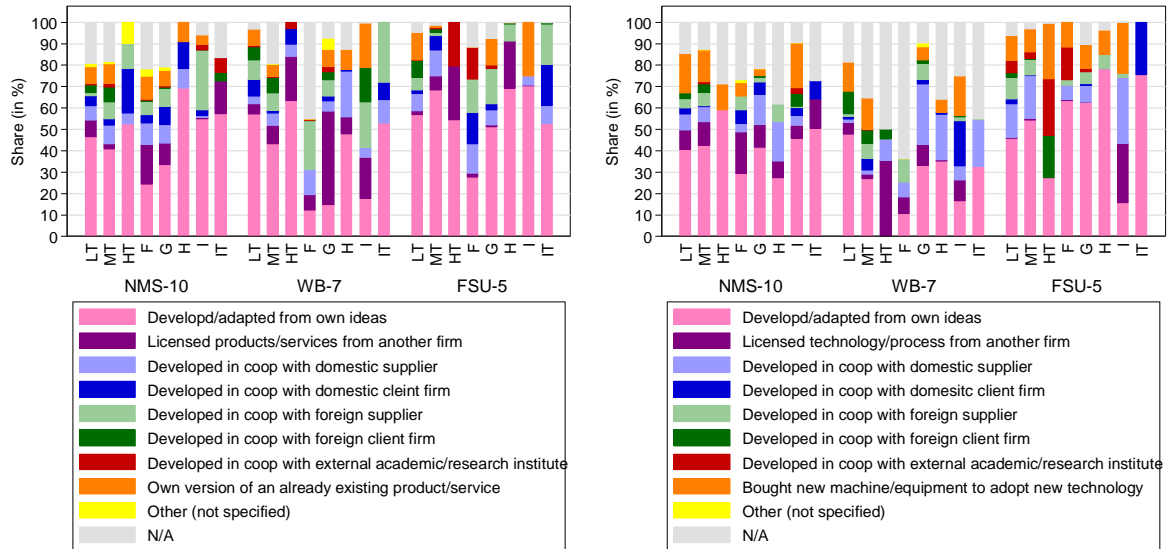 Share (in %)
100
90
80
70
60
50
40
30
20
10
0
LT MT HT F G H I IT LT MT HT F G H I IT LT MT HT F G H I IT
NMS-10 WB-7 FSU-5
Developd/adapted from own ideas
Licensed products/services from another firm
Developed in coop with domestic supplier
Developed in coop with domestic cleint firm
Developed in coop with foreign supplier
Developed in coop with foreign client firm
Developed in coop with external academic/research institute
Own version of an already existing product/service
Other (not specified)
N/A
Share (in %)
100
90
80
70
60
50
40
30
20
10
0
LT MT HT F G H I IT LT MT HT F G H I IT LT MT HT F G H I IT
NMS-10 WB-7 FSU-5
Developd/adapted from own ideas
Licensed technology/process from another firm
Developed in coop with domestic supplier
Developed in coop with domesitc client firm
Developed in coop with foreign supplier
Developed in coop with foreign client firm
Developed in coop with external academic/research institute
Bought new machine/equipment to adopt new technology
Other (not specified)
N/A